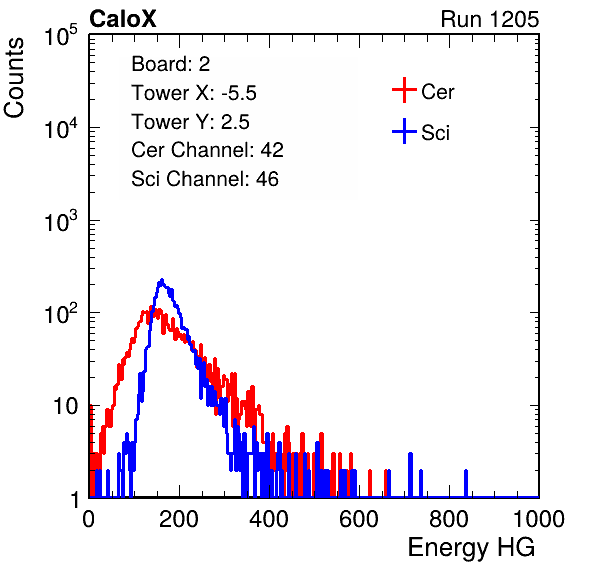 CaloX
Run 1205
Counts
10^5
10^4
10^3
10^2
10
1
Board: 2
Tower X: -5.5
Tower Y: 2.5
Cer Channel: 42
Sci Channel: 46
Cer
Sci
0 200 400 600 800 1000
Energy HG